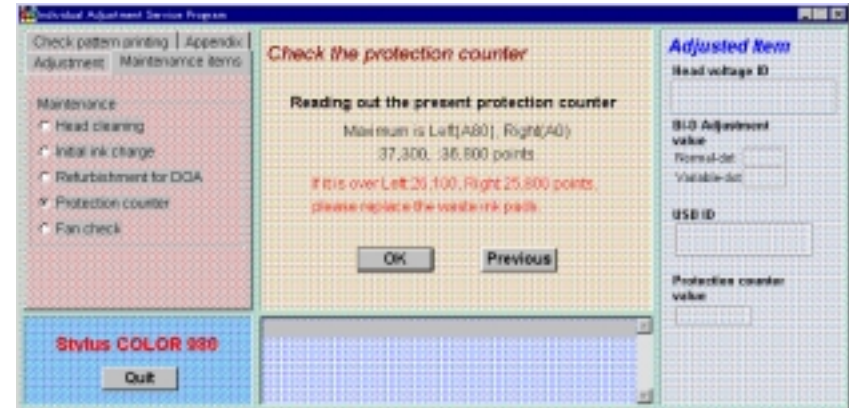 Individual Adjustment Service Program
Check pattern printing
Appendix
Adjustment
Maintenamce items
Maintenance
Head cleaning
Initial ink charge
Refurbishment for DOA
Protection counter
Fan check
Stylus COLOR 980
Quit
Check the protection counter
Reading out the present protection counter
Maximum is Left(A80), Right(A0)
37,300, :36,800 points
If it is over Left:26,100, Right:25,800 points,
please replace the waste ink pads.
OK
Previous
Adjusted Item
Head voltage ID
BI-D Adjustment
value
Normal-dot
Variable-dot
USB ID
Protection counter
value